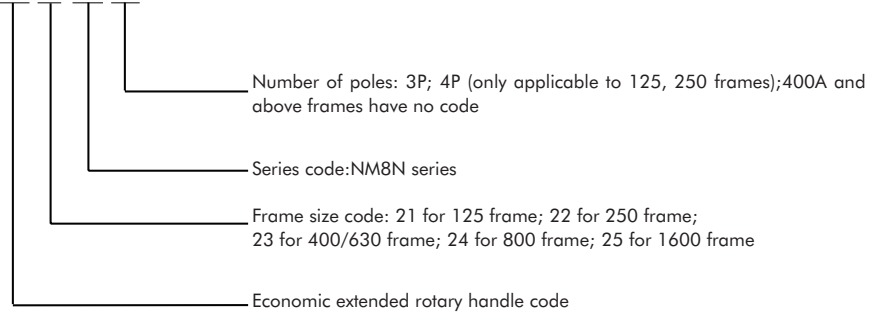 Number of poles: 3P; 4P (only applicable to 125, 250 frames);400A and
above frames have no code
Series code:NM8N series
Frame size code: 21 for 125 frame; 22 for 250 frame;
23 for 400/630 frame; 24 for 800 frame; 25 for 1600 frame
Economic extended rotary handle code